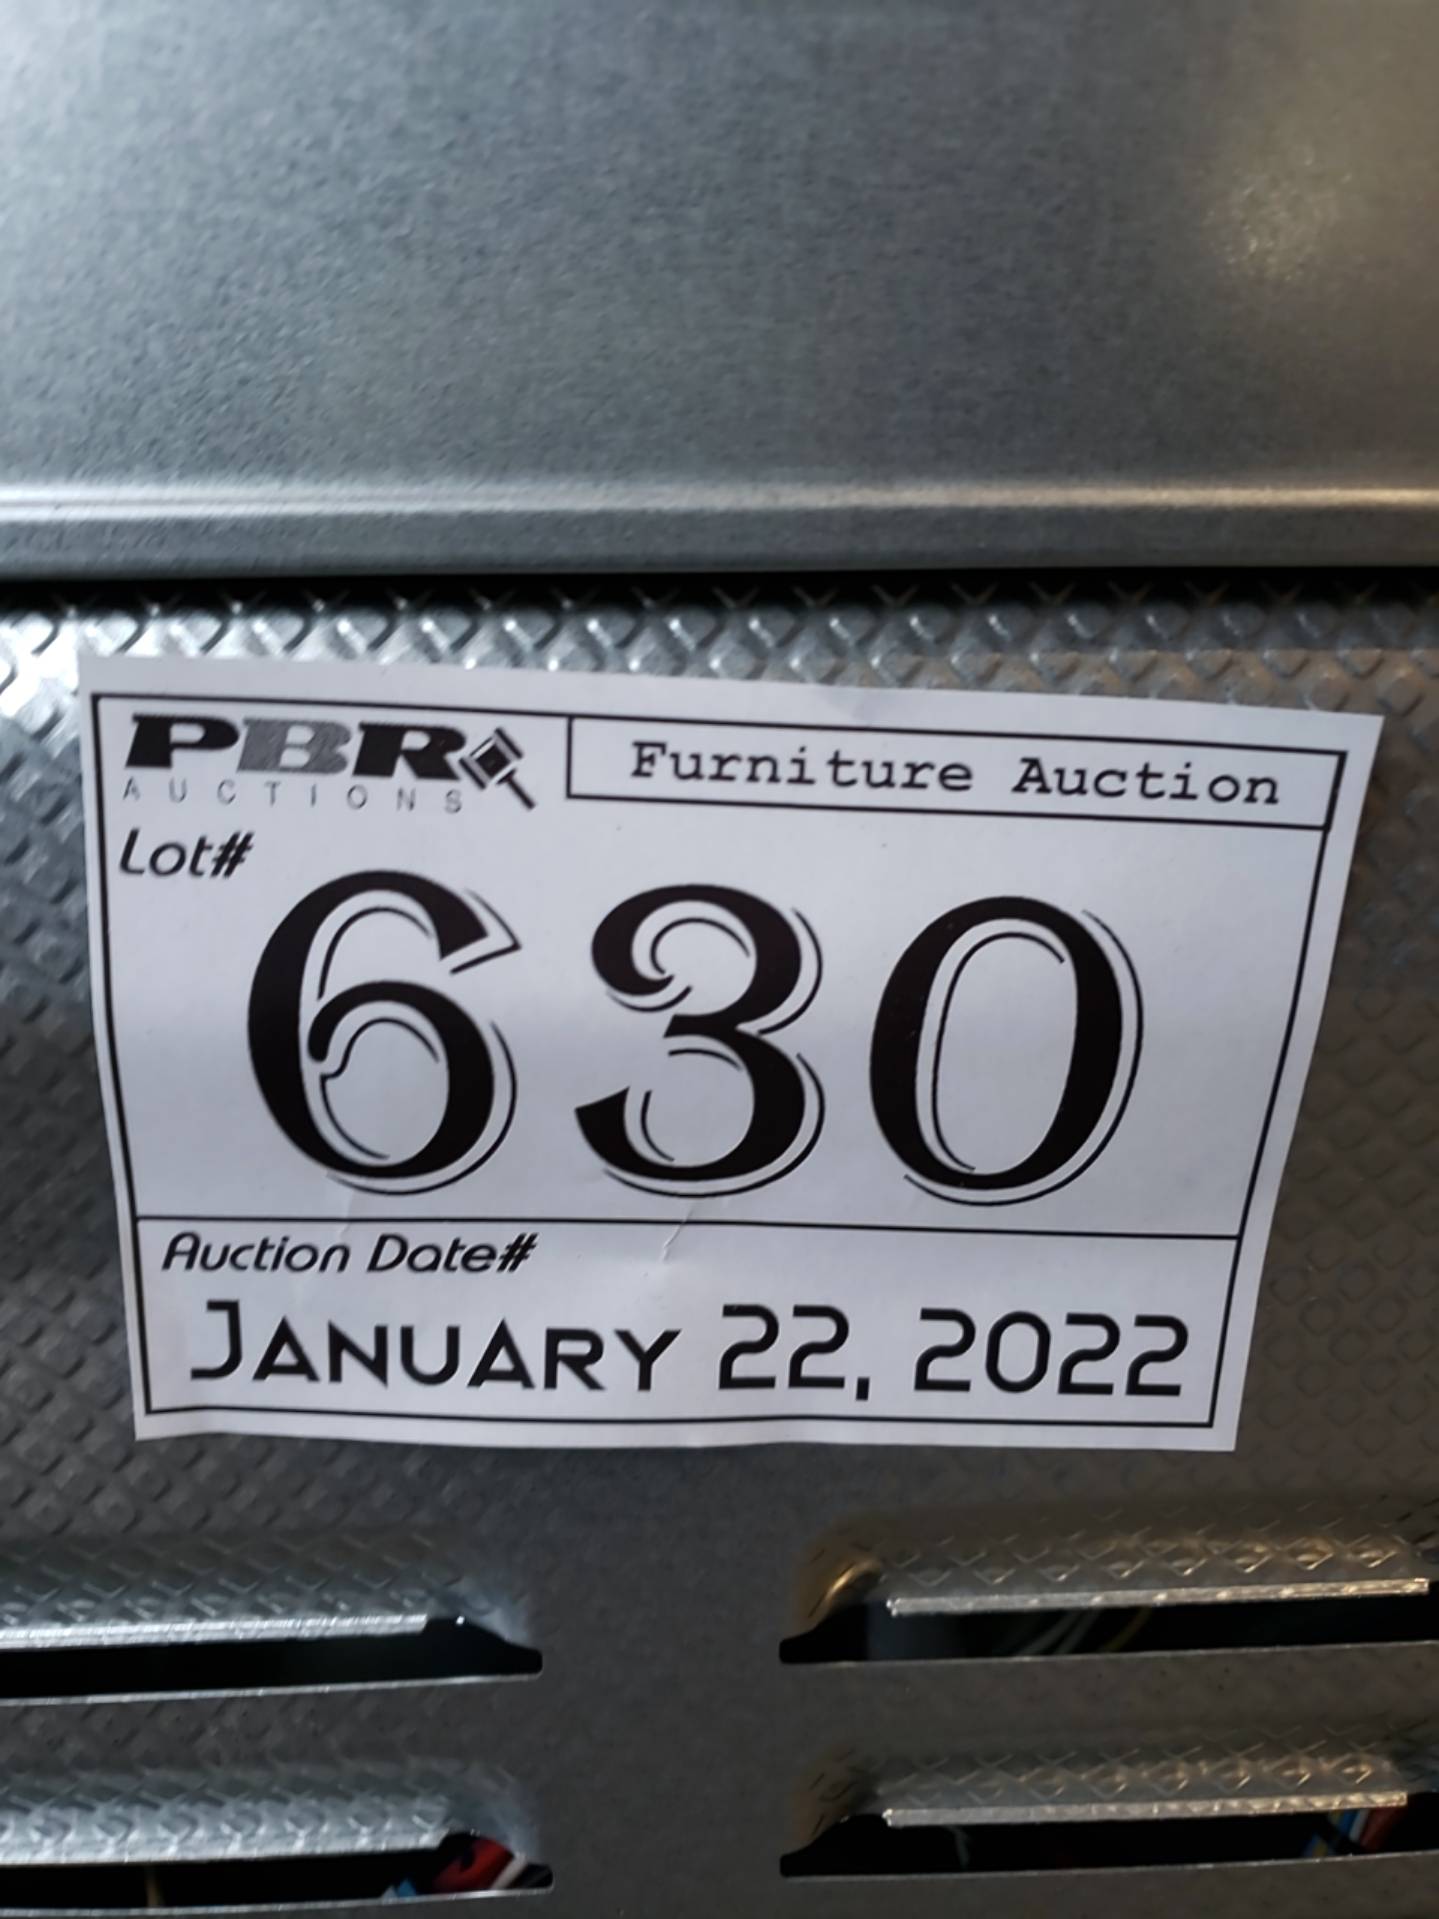 PBR
AUCTIONS
Furniture Auction
Lot#
630
Auction Date#
January 22, 2022